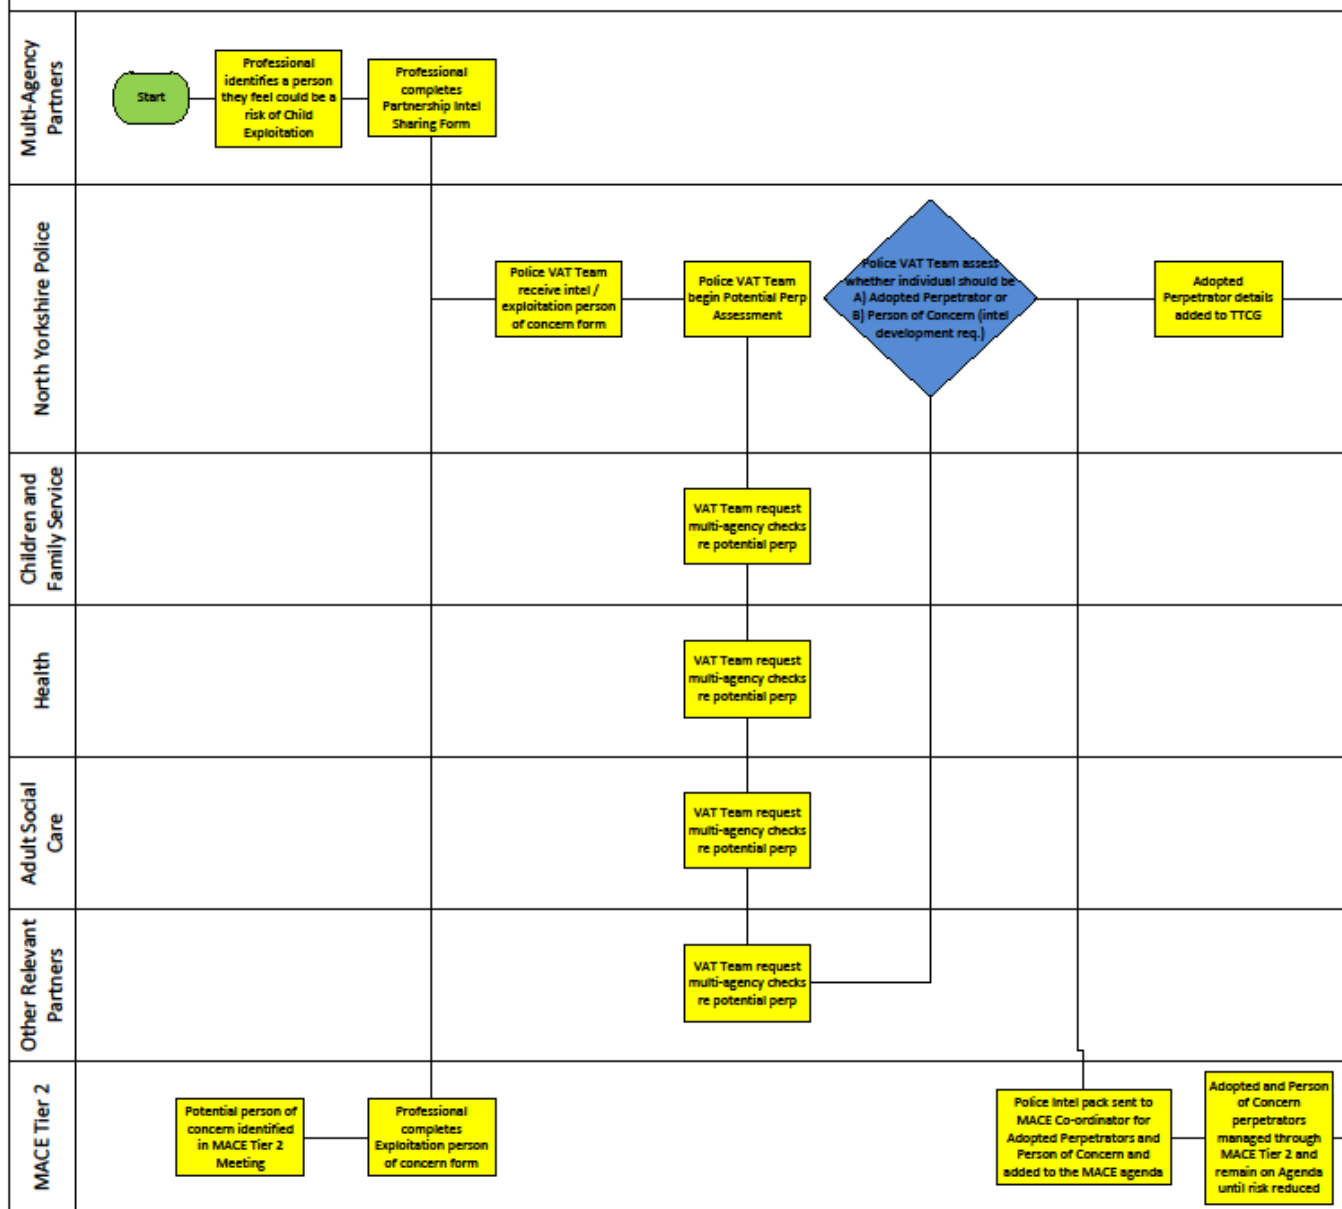 Multi-Agency
Partners
Start
Professional
identifies a person
they feel could be a
risk of Child
Exploitation
Professional
completes
Partnership Intel
Sharing Form
North Yorkshire Police
Police VAT Team
receive intel /
exploitation person
of concern form
Police VAT Team
begin Potential Perp
Assessment
Police VAT Team assess
whether individual should be
A) Adopted Perpetrator or
B) Person of Concern (intel
development req.)
Adopted
Perpetrator details
added to TTCG
Children and
Family Service
VAT Team request
multi-agency checks
re potential perp
Health
VAT Team request
multi-agency checks
re potential perp
Adult Social
Care
VAT Team request
multi-agency checks
re potential perp
Other Relevant
Partners
VAT Team request
multi-agency checks
re potential perp
MACE Tier 2
Potential person of
concern identified
in MACE Tier 2
Meeting
Professional
completes
Exploitation person
of concern form
Police Intel pack sent to
MACE Co-ordinator for
Adopted Perpetrators and
Person of Concern and
added to the MACE agenda
Adopted and Person
of Concern
perpetrators
managed through
MACE Tier 2 and
remain on Agenda
until risk reduced